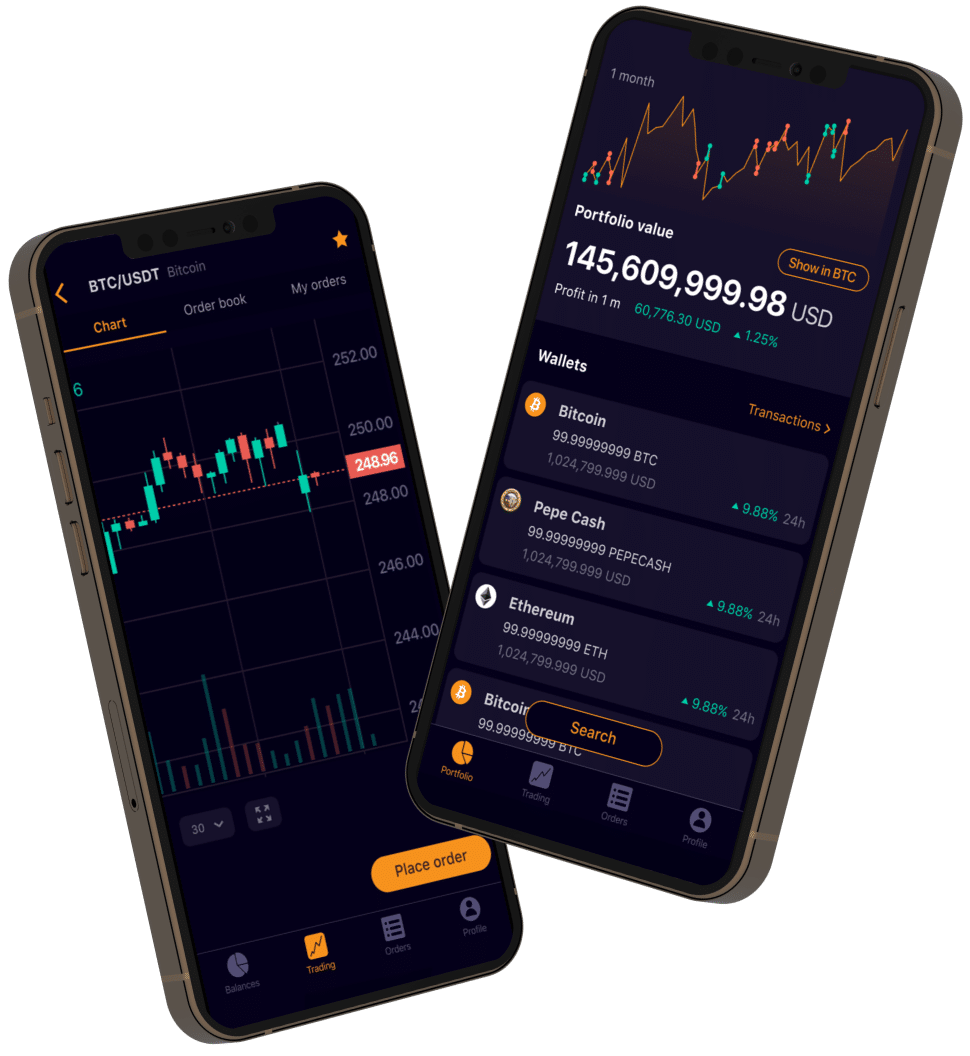 BTC/USDT Bitcoin
Chart
Order book
My orders
6
252.00
250.00
248.96
248.00
246.00
244.00
30
Place order
Balances
Trading
Orders
Profile
1 month
Portfolio value
145,609,999.98 USD
Show in BTC
Profit in 1 m 60,776.30 USD ▲ 1.25%
Wallets
Transactions >
Bitcoin
99.99999999 BTC
1,024,799.999 USD
▲ 9.88% 24h
Pepe Cash
99.99999999 PEPECASH
1,024,799.999 USD
▲ 9.88% 24h
Ethereum
99.99999999 ETH
1,024,799.999 USD
▲ 9.88% 24h
Bitcoin
99.99999999 BTC
Search
Portfolio
Trading
Orders
Profile